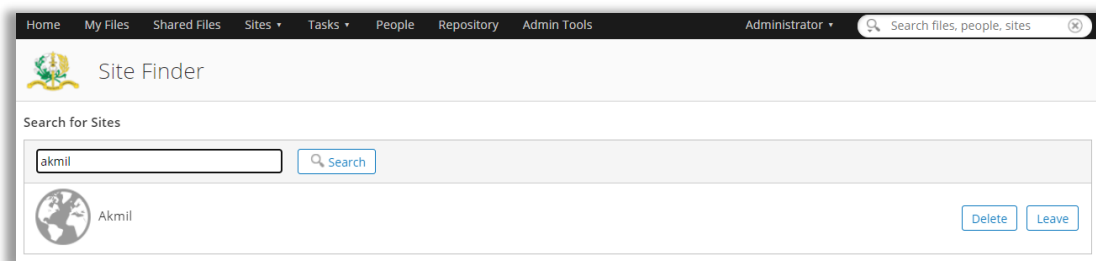 Home My Files Shared Files Sites ▾ Tasks ▾ People Repository Admin Tools Administrator ▾ Search files, people, sites
Site Finder
Search for Sites
akmil Search
Akmil Delete Leave